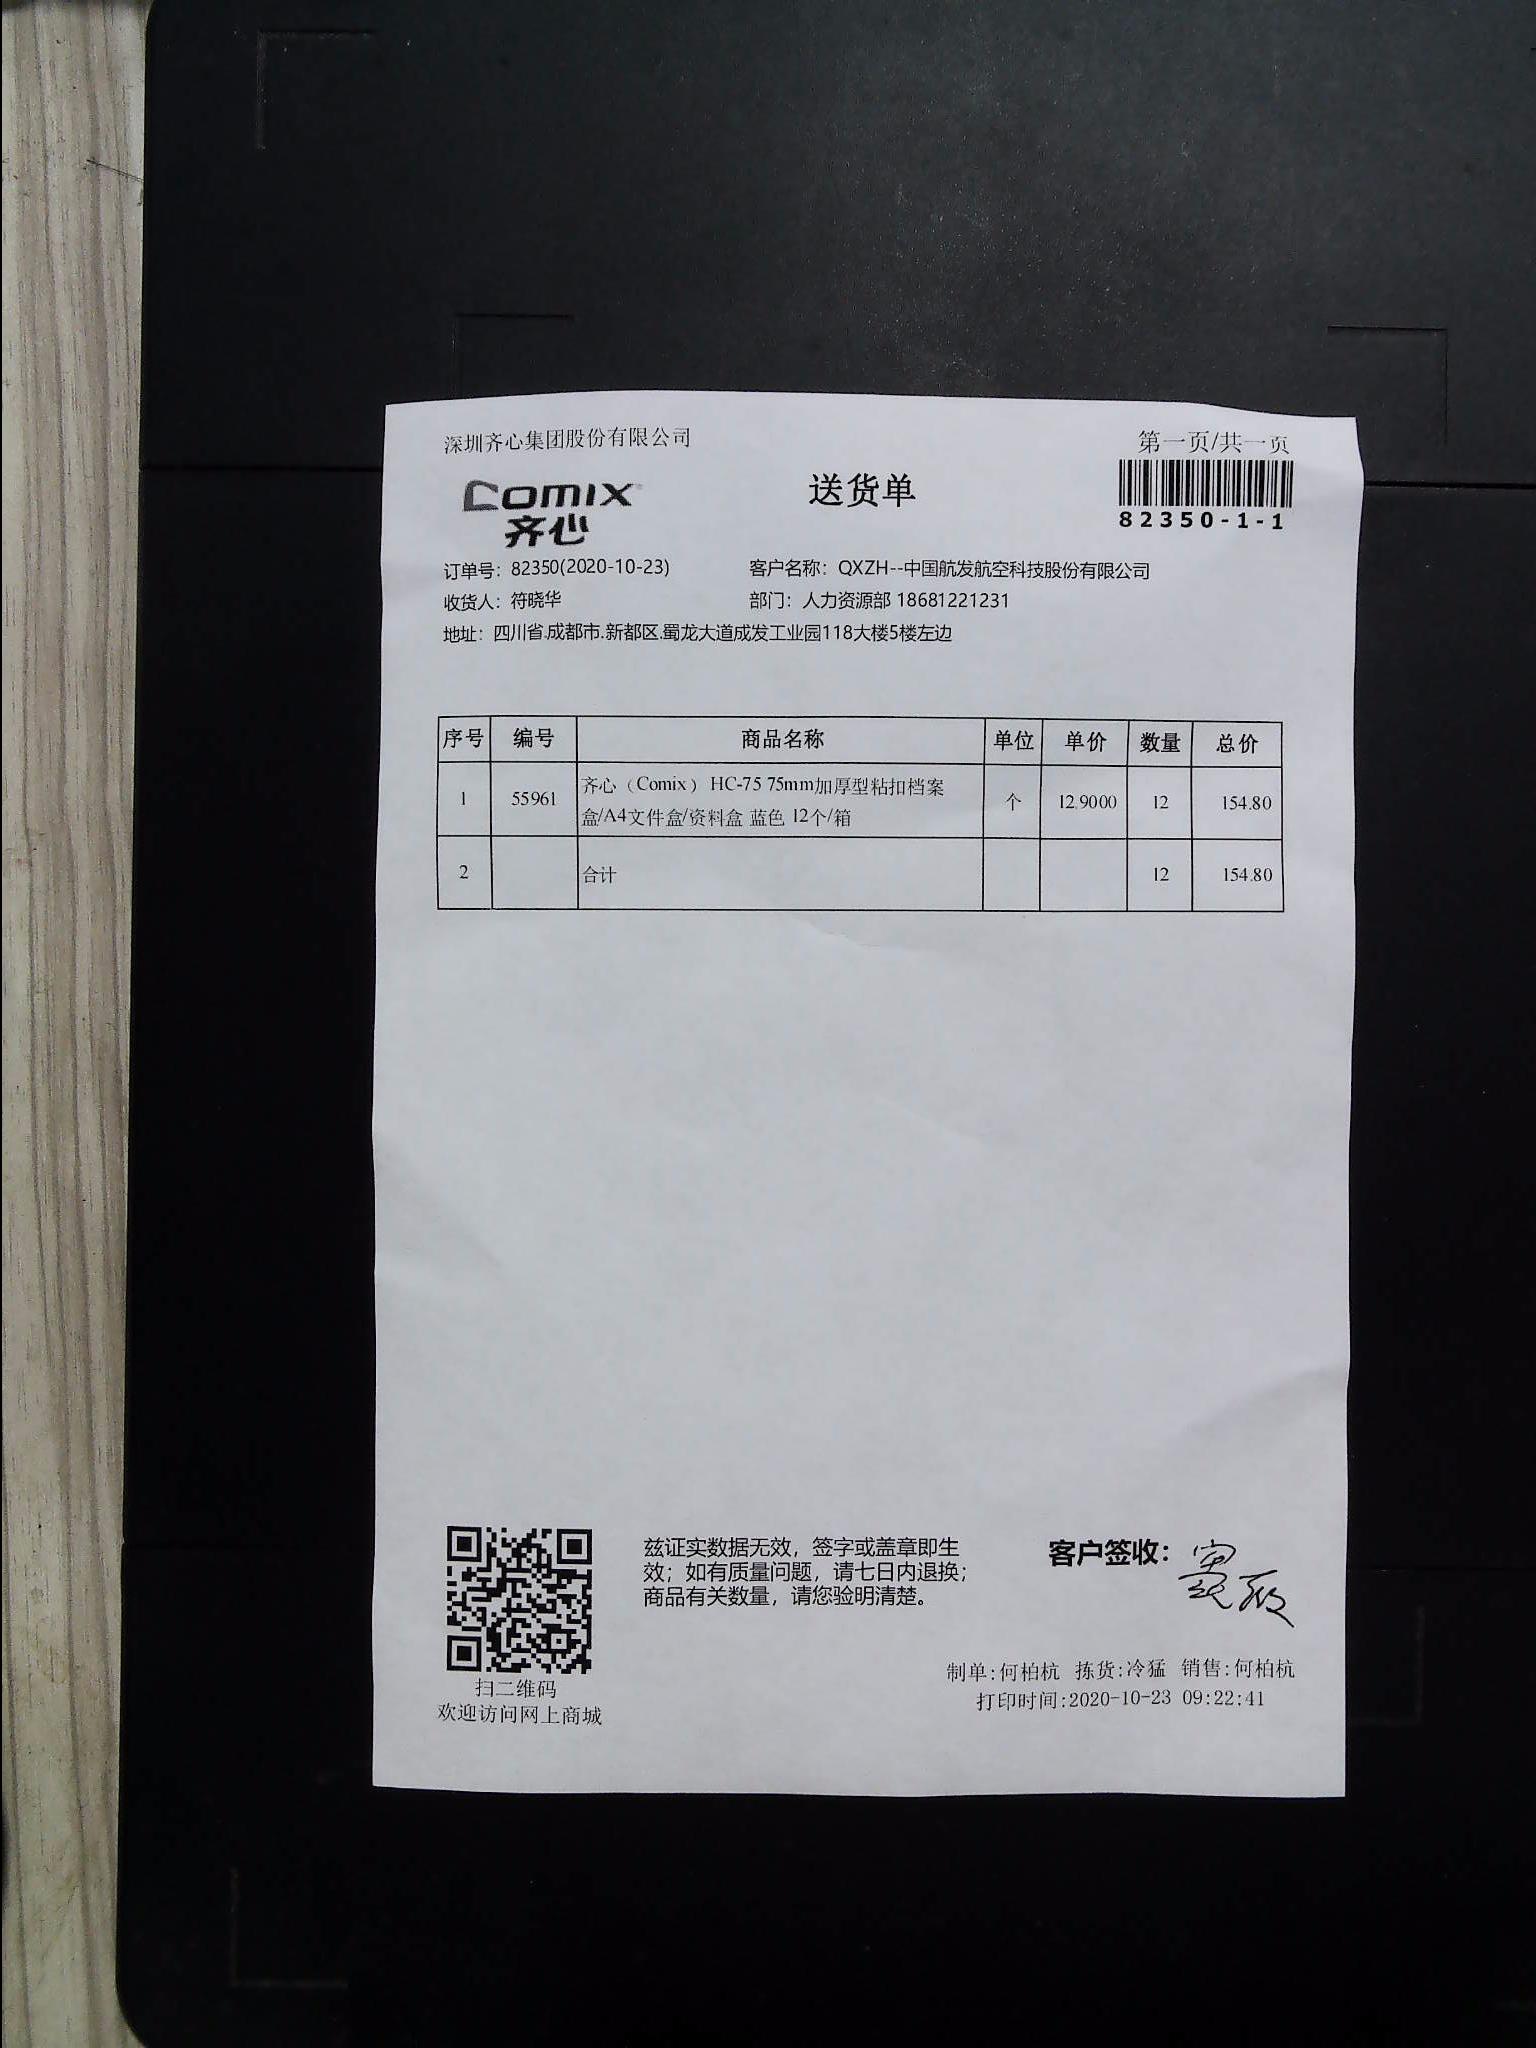 深圳齐心集团股份有限公司
第一页/共一页
comix
齐心
送货单
82350-1-1
订单号：82350(2020-10-23)
客户名称：QXZH--中国航发航空科技股份有限公司
收货人：符晓华
部门：人力资源部 18681221231
地址：四川省.成都市.新都区.蜀龙大道成发工业园118大楼5楼左边
序号 编号 商品名称 单位 单价 数量 总价
1 55961 齐心（Comix） HC-75 75mm加厚型粘扣档案 个 12.9000 12 154.80
盒/A4文件盒/资料盒 蓝色 12个/箱
2 合计 12 154.80
兹证实数据无效，签字或盖章即生
效；如有质量问题，请七日内退换；
商品有关数量，请您验明清楚。
客户签收：
扫二维码
欢迎访问网上商城
制单:何柏杭 拣货:冷猛 销售:何柏杭
打印时间:2020-10-23 09:22:41